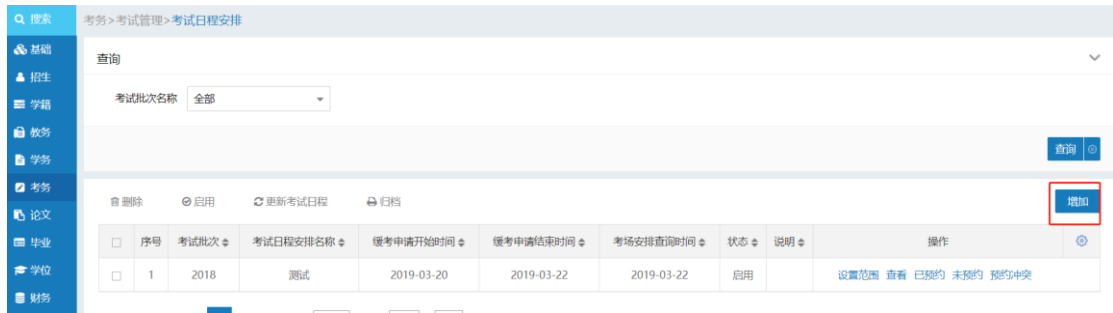 搜索
考务>考试管理>考试日程安排
基础
招生
学籍
教务
学务
考务
论文
毕业
学位
财务
查询
考试批次名称 全部
查询
删除 启用 更新考试日程 归档
增加
序号 考试批次 考试日程安排名称 缓考申请开始时间 缓考申请结束时间 考场安排查询时间 状态 说明 操作
1 2018 测试 2019-03-20 2019-03-22 2019-03-22 启用 设置范围 查看 已预约 未预约 预约冲突